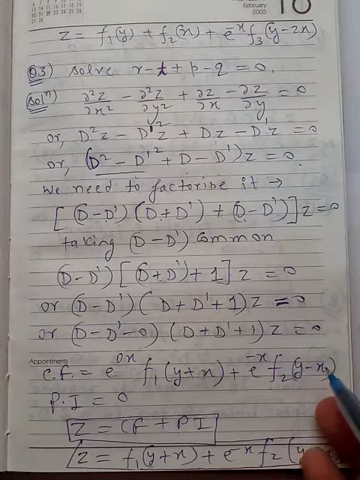 10
February
2005
Z = f₁(y) + f₂(x) + e⁻ˣ f₃(y-2x)
Q3) solve r-t+p-q=0.
Solⁿ) ∂²z/∂x² - ∂²z/∂y² + ∂z/∂x - ∂z/∂y = 0
or, D²z - D'²z + Dz - D'z = 0
or, (D² - D'² + D - D')z = 0.
we need to factorise it →
[(D-D')(D+D') + (D-D')]z=0
taking (D-D') common
(D-D')[(D+D')+1]z=0
or (D-D')(D+D'+1)z=0
or (D-D'-0)(D+D'+1)z=0
Appointments
C.F. = e⁰ˣ f₁(y+x) + e⁻ˣ f₂(y-x)
P.I = 0
Z = CF + PI
Z = f₁(y+x) + e⁻ˣ f₂(y-